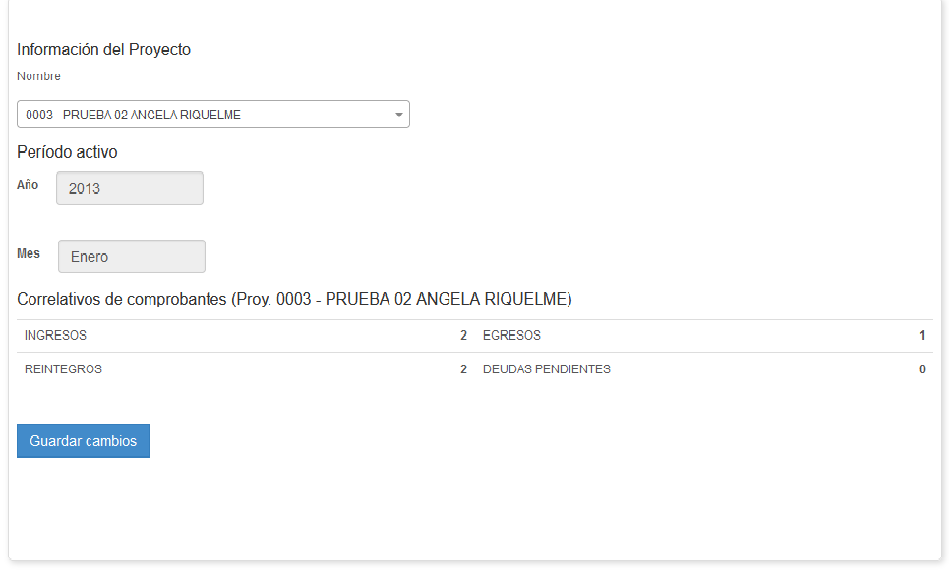 Información del Proyecto
Nombre
0003 PRUEBA 02 ANGELA RIQUELME
Período activo
Año 2013
Mes Enero
Correlativos de comprobantes (Proy. 0003 - PRUEBA 02 ANGELA RIQUELME)
INGRESOS 2 EGRESOS 1
REINTEGROS 2 DEUDAS PENDIENTES 0
Guardar cambios